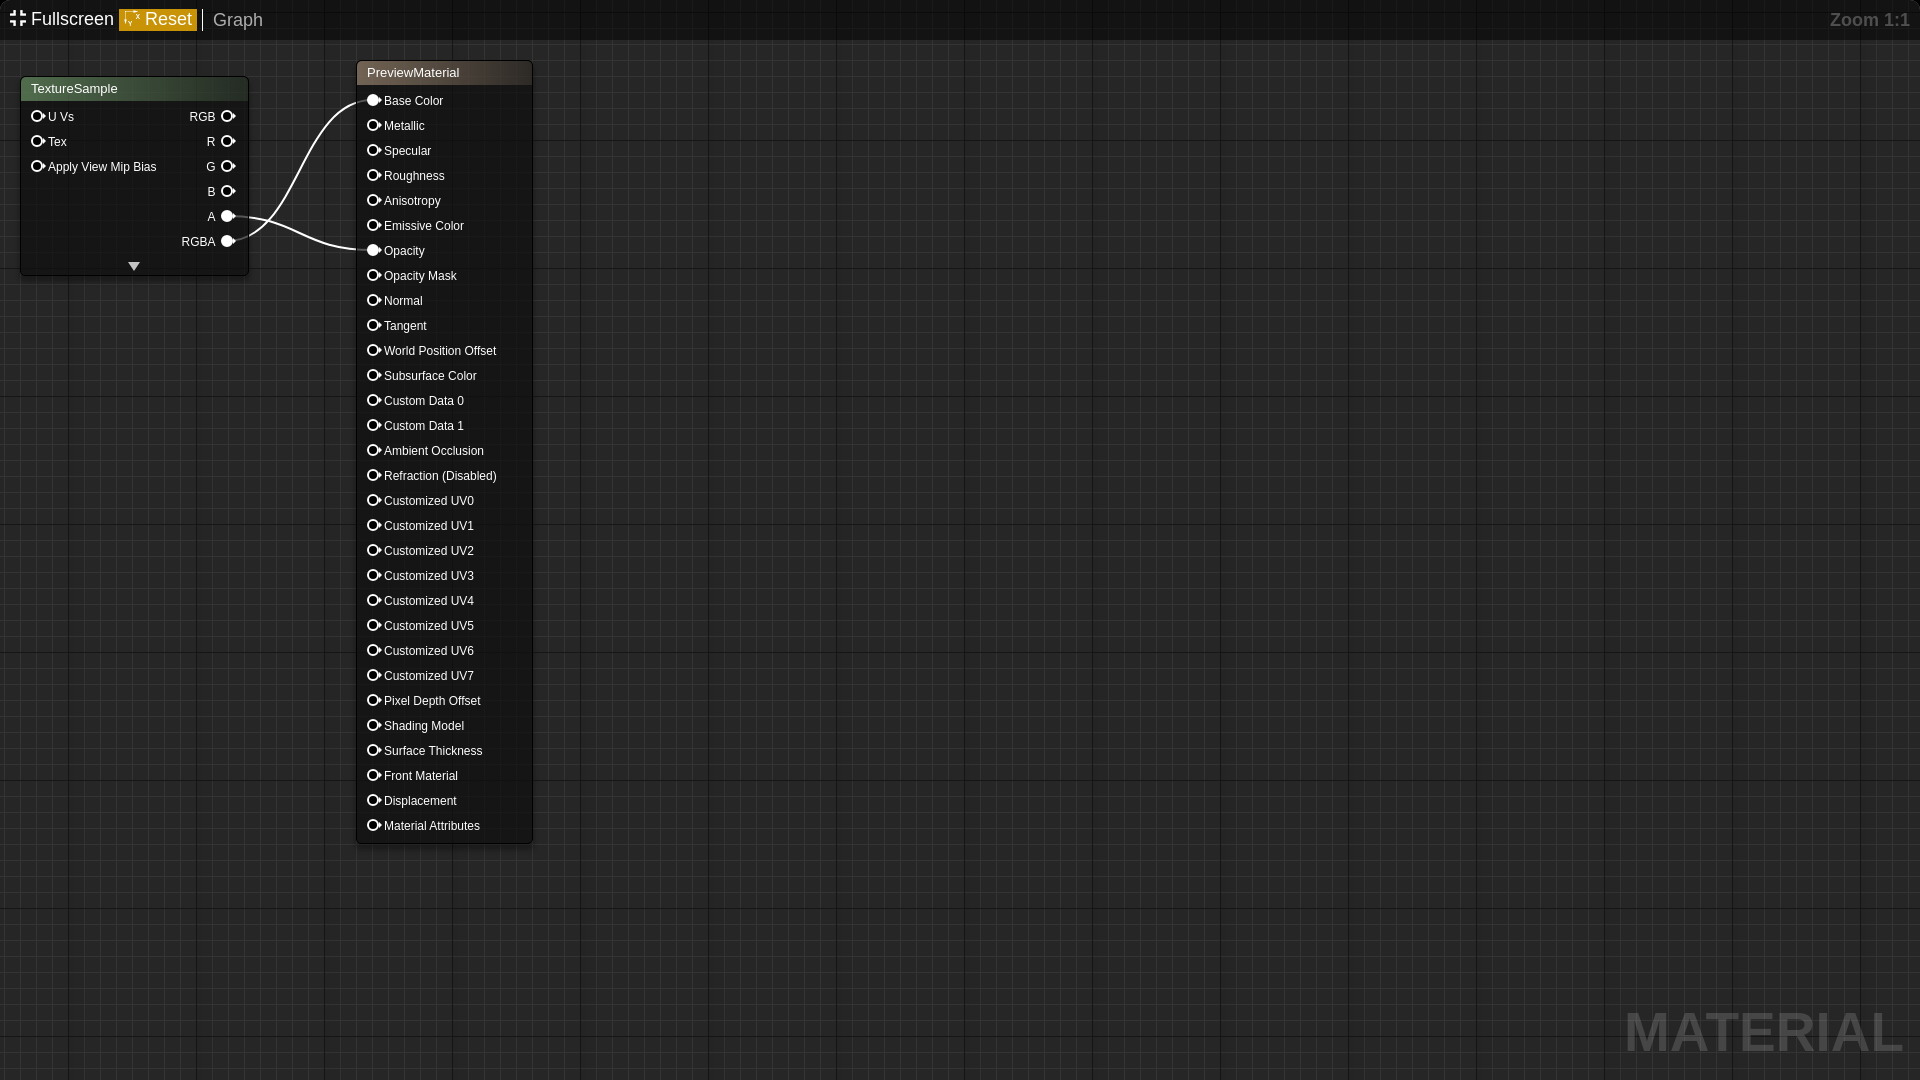 Fullscreen Reset Graph Zoom 1:1
TextureSample
U Vs RGB
Tex R
Apply View Mip Bias G
B
A
RGBA
PreviewMaterial
Base Color
Metallic
Specular
Roughness
Anisotropy
Emissive Color
Opacity
Opacity Mask
Normal
Tangent
World Position Offset
Subsurface Color
Custom Data 0
Custom Data 1
Ambient Occlusion
Refraction (Disabled)
Customized UV0
Customized UV1
Customized UV2
Customized UV3
Customized UV4
Customized UV5
Customized UV6
Customized UV7
Pixel Depth Offset
Shading Model
Surface Thickness
Front Material
Displacement
Material Attributes
MATERIAL